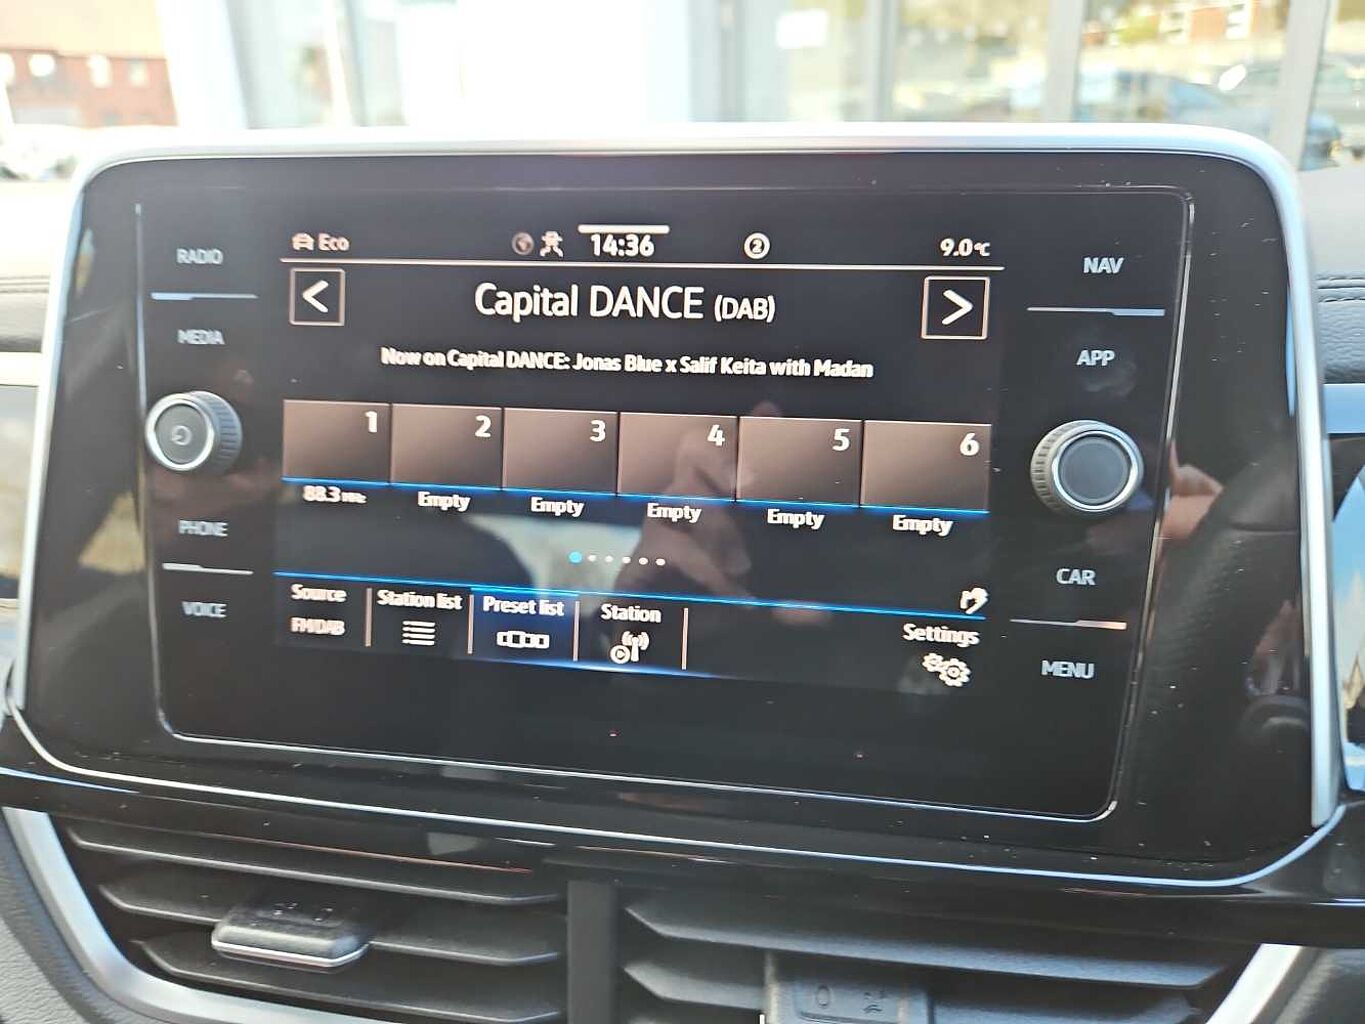 Eco
14:36
2
9.0°C
RADIO
MEDIA
PHONE
VOICE
NAV
APP
CAR
MENU
<
Capital DANCE (DAB)
>
Now on Capital DANCE: Jonas Blue x Salif Keita with Madan
1 2 3 4 5 6
88.3 MHz Empty Empty Empty Empty Empty
Source Station list Preset list Station Settings
FM/DAB